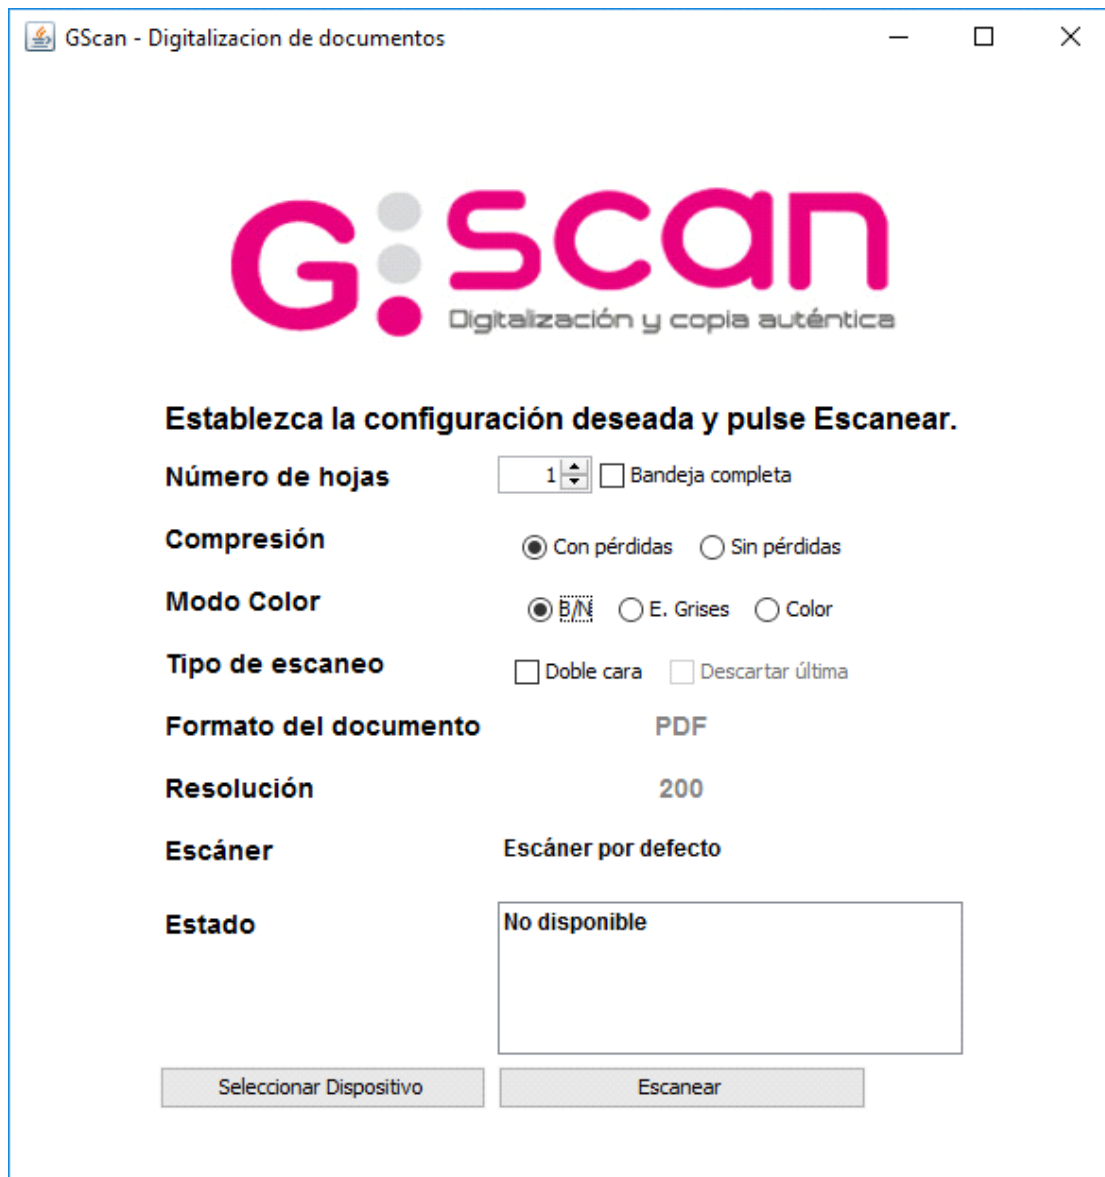 GScan - Digitalizacion de documentos
G scan
Digitalización y copia auténtica
Establezca la configuración deseada y pulse Escanear.
Número de hojas 1 Bandeja completa
Compresión Con pérdidas Sin pérdidas
Modo Color B/N E. Grises Color
Tipo de escaneo Doble cara Descartar última
Formato del documento PDF
Resolución 200
Escáner Escáner por defecto
Estado No disponible
Seleccionar Dispositivo Escanear